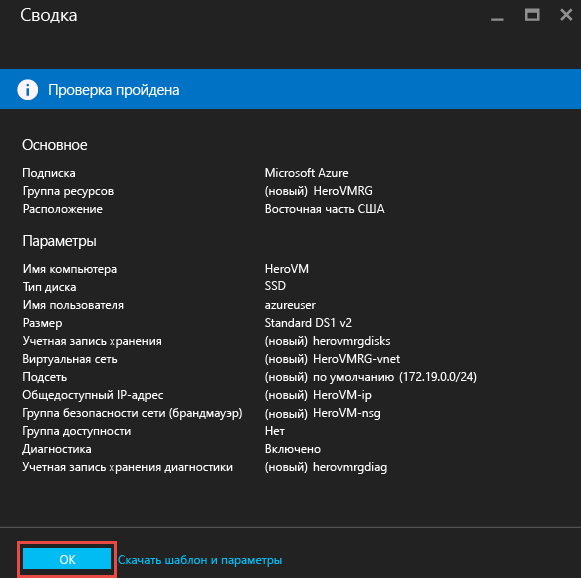 Сводка
Проверка пройдена
Основное
Подписка Microsoft Azure
Группа ресурсов (новый) HeroVMRG
Расположение Восточная часть США
Параметры
Имя компьютера HeroVM
Тип диска SSD
Имя пользователя azureuser
Размер Standard DS1 v2
Учетная запись хранения (новый) herovmrgdisks
Виртуальная сеть (новый) HeroVMRG-vnet
Подсеть (новый) по умолчанию (172.19.0.0/24)
Общедоступный IP-адрес (новый) HeroVM-ip
Группа безопасности сети (брандмауэр) (новый) HeroVM-nsg
Группа доступности Нет
Диагностика Включено
Учетная запись хранения диагностики (новый) herovmrgdiag
ОК Скачать шаблон и параметры